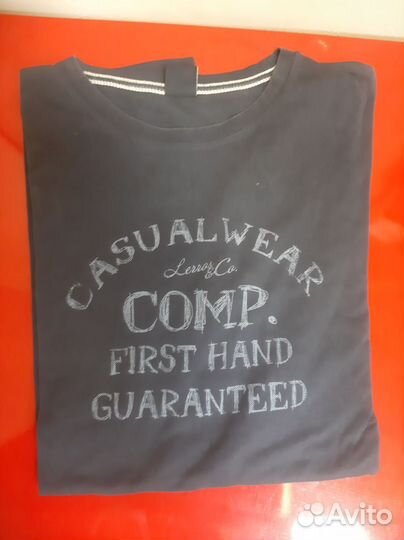 CASUALWEAR
Lerros & Co.
COMP.
FIRST HAND
GUARANTEED
Avito